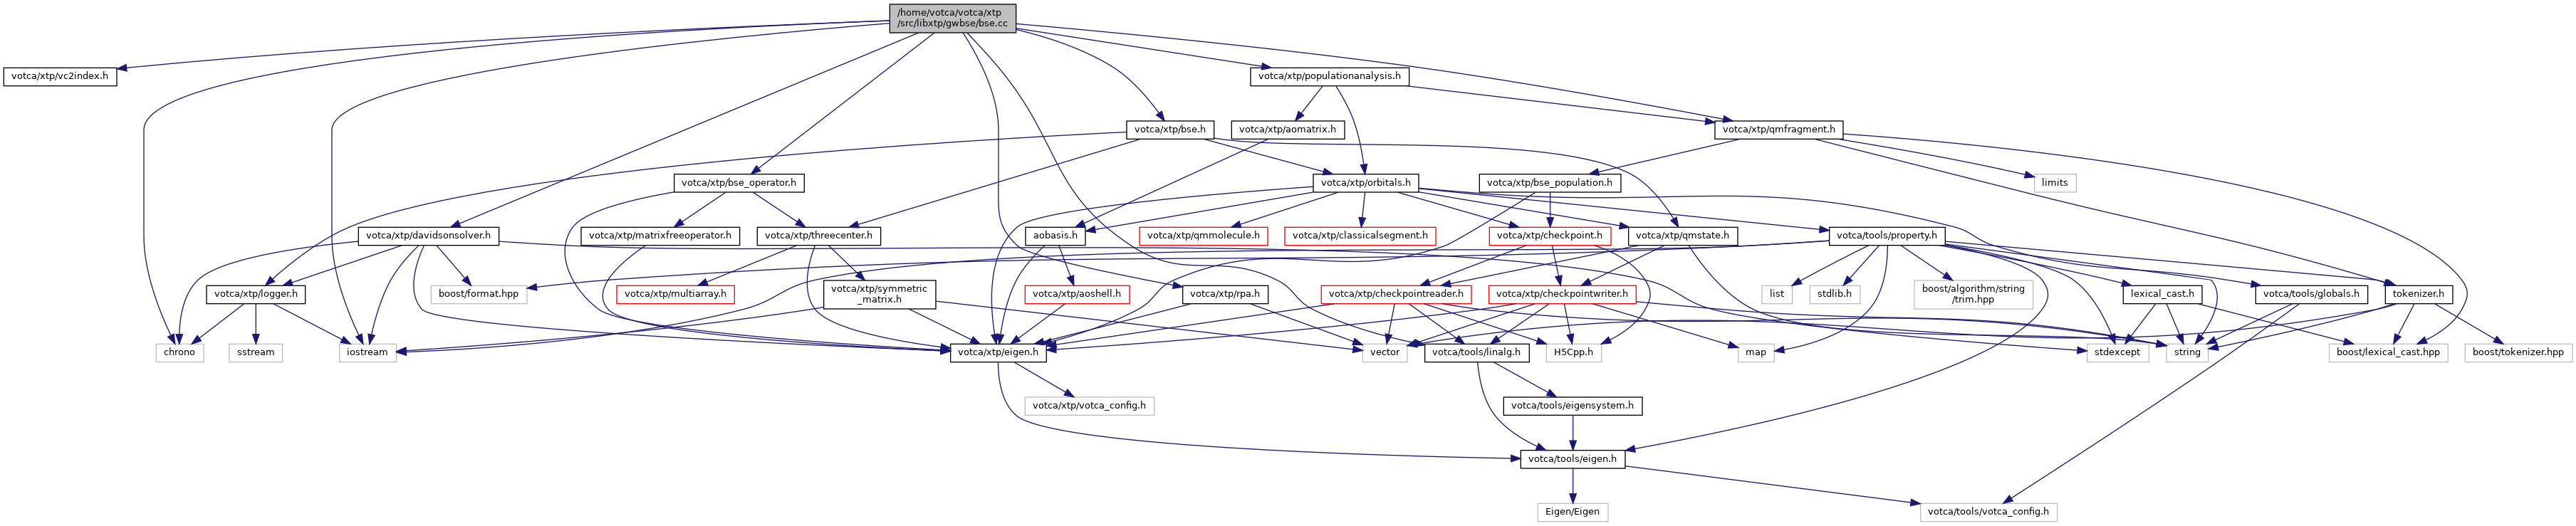 /home/votca/votca/xtp
/src/libxtp/gwbse/bse.cc
votca/xtp/vc2index.h
votca/xtp/populationanalysis.h
votca/xtp/bse.h
votca/xtp/aomatrix.h
votca/xtp/qmfragment.h
votca/xtp/bse_operator.h
votca/xtp/orbitals.h
votca/xtp/bse_population.h
limits
votca/xtp/davidsonsolver.h
votca/xtp/matrixfreeoperator.h
votca/xtp/threecenter.h
aobasis.h
votca/xtp/qmmolecule.h
votca/xtp/classicalsegment.h
votca/xtp/checkpoint.h
votca/xtp/qmstate.h
votca/tools/property.h
votca/xtp/logger.h
boost/format.hpp
votca/xtp/multiarray.h
votca/xtp/symmetric
_matrix.h
votca/xtp/aoshell.h
votca/xtp/rpa.h
votca/xtp/checkpointreader.h
votca/xtp/checkpointwriter.h
list
stdlib.h
boost/algorithm/string
/trim.hpp
lexical_cast.h
votca/tools/globals.h
tokenizer.h
chrono
sstream
iostream
votca/xtp/eigen.h
vector
votca/tools/linalg.h
H5Cpp.h
map
stdexcept
string
boost/lexical_cast.hpp
boost/tokenizer.hpp
votca/xtp/votca_config.h
votca/tools/eigensystem.h
votca/tools/eigen.h
Eigen/Eigen
votca/tools/votca_config.h